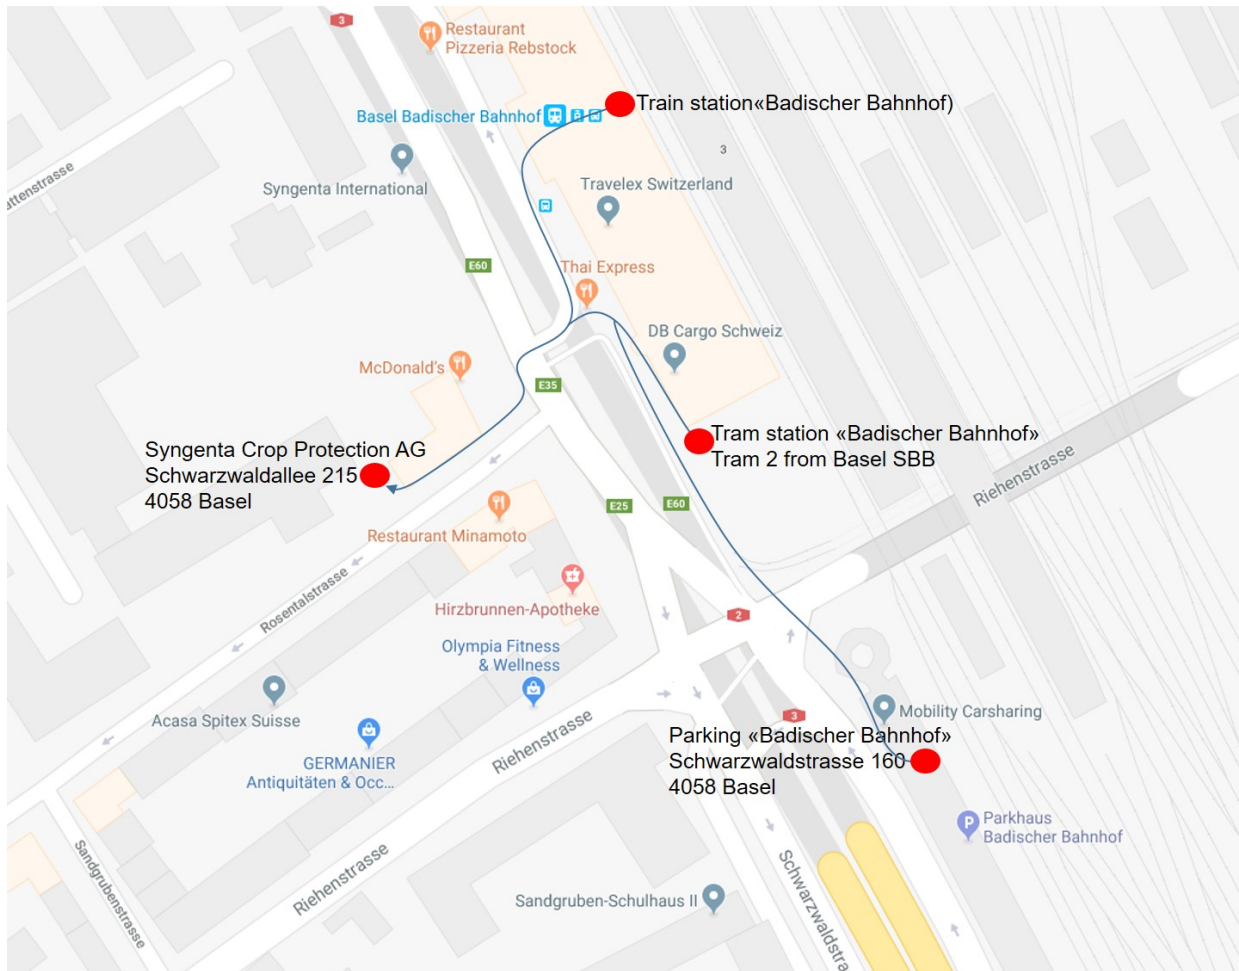 3
Restaurant
Pizzeria Rebstock
Train station«Badischer Bahnhof)
Basel Badischer Bahnhof
3
attenstrasse
Syngenta International
Travelex Switzerland
E60
Thai Express
DB Cargo Schweiz
McDonald's
E35
Tram station «Badischer Bahnhof»
Tram 2 from Basel SBB
Syngenta Crop Protection AG
Schwarzwaldallee 215
4058 Basel
Riehenstrasse
E25
E60
Restaurant Minamoto
Rosentalstrasse
Hirzbrunnen-Apotheke
2
Olympia Fitness
& Wellness
Acasa Spitex Suisse
3
Mobility Carsharing
Riehenstrasse
Parking «Badischer Bahnhof»
Schwarzwaldstrasse 160
4058 Basel
GERMANIER
Antiquitäten & Occ...
P
Parkhaus
Badischer Bahnhof
Sandgrubenstrasse
Riehenstrasse
Schwarzwaldstra
Sandgruben-Schulhaus II